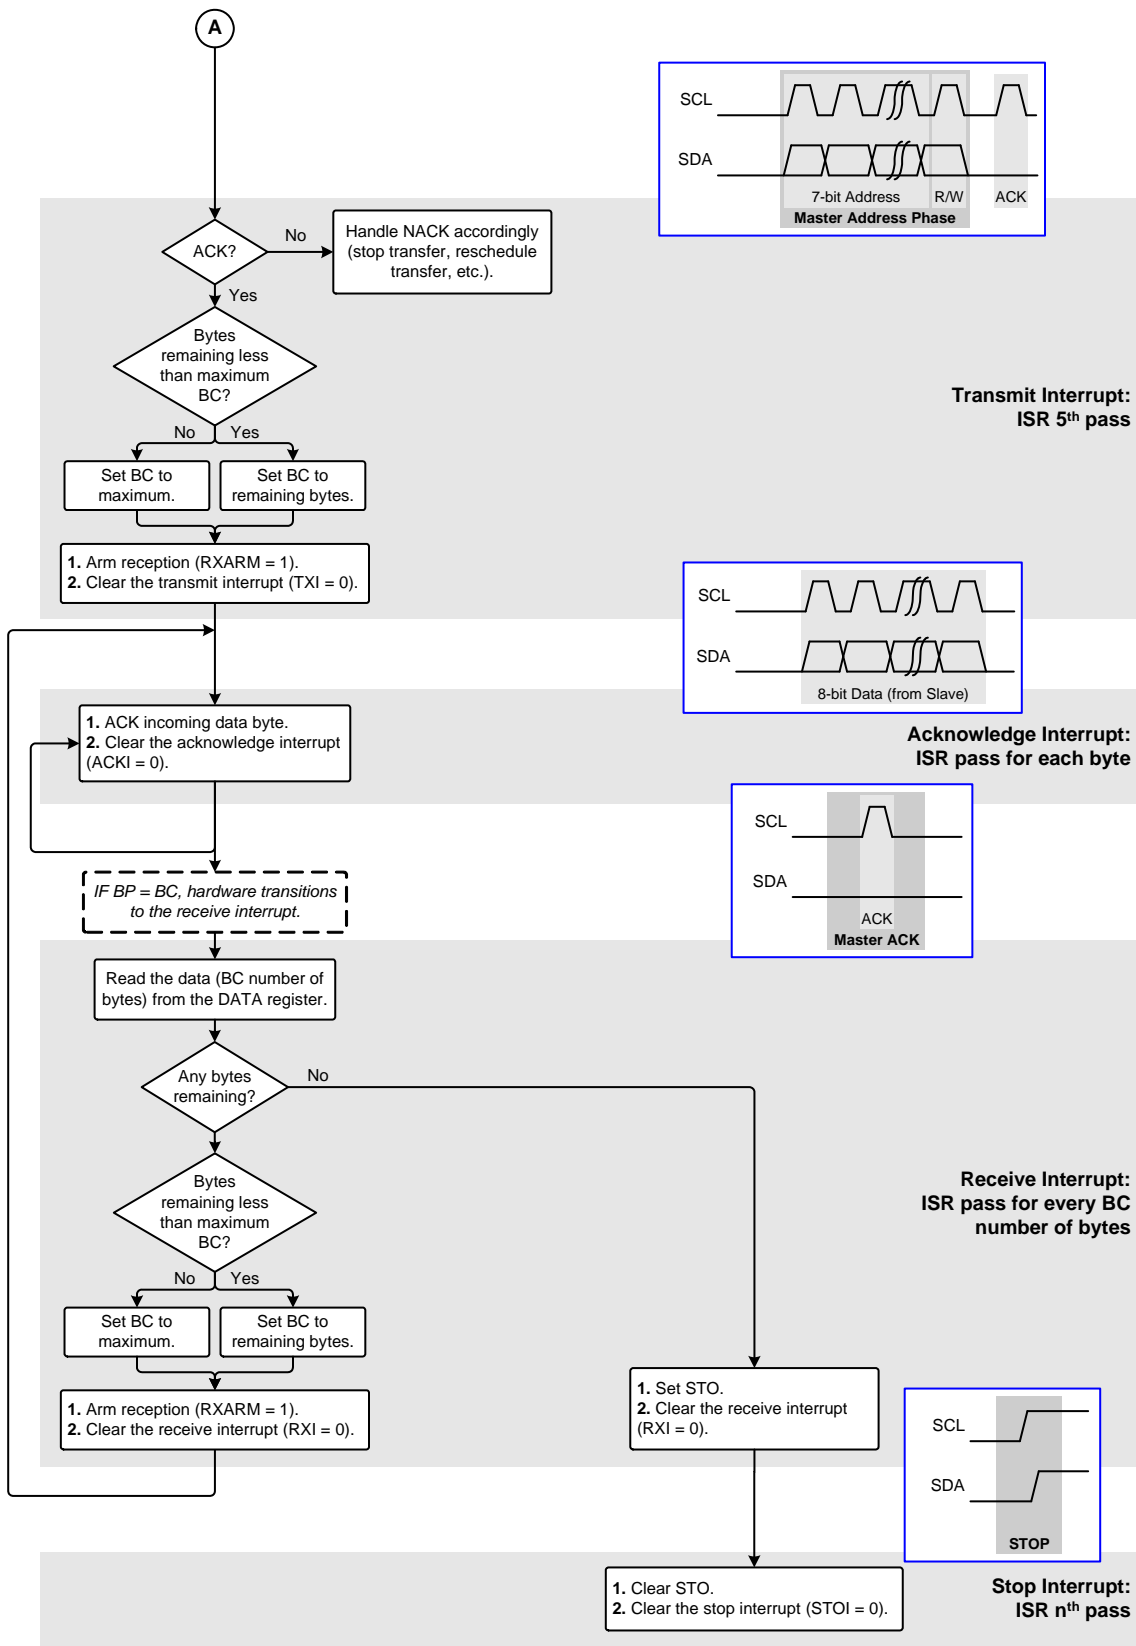 A
SCL
SDA
7-bit Address
R/W
ACK
Master Address Phase
ACK?
No
Handle NACK accordingly
(stop transfer, reschedule
transfer, etc.).
Yes
Bytes
remaining less
than maximum
BC?
Transmit Interrupt:
ISR 5th pass
No
Yes
Set BC to
maximum.
Set BC to
remaining bytes.
1. Arm reception (RXARM = 1).
2. Clear the transmit interrupt (TXI = 0).
SCL
SDA
8-bit Data (from Slave)
1. ACK incoming data byte.
2. Clear the acknowledge interrupt
(ACKI = 0).
Acknowledge Interrupt:
ISR pass for each byte
SCL
SDA
ACK
Master ACK
IF BP = BC, hardware transitions
to the receive interrupt.
Read the data (BC number of
bytes) from the DATA register.
Any bytes
remaining?
No
Bytes
remaining less
than maximum
BC?
Receive Interrupt:
ISR pass for every BC
number of bytes
No
Yes
Set BC to
maximum.
Set BC to
remaining bytes.
1. Arm reception (RXARM = 1).
2. Clear the receive interrupt (RXI = 0).
1. Set STO.
2. Clear the receive interrupt
(RXI = 0).
SCL
SDA
STOP
1. Clear STO.
2. Clear the stop interrupt (STOI = 0).
Stop Interrupt:
ISR nth pass